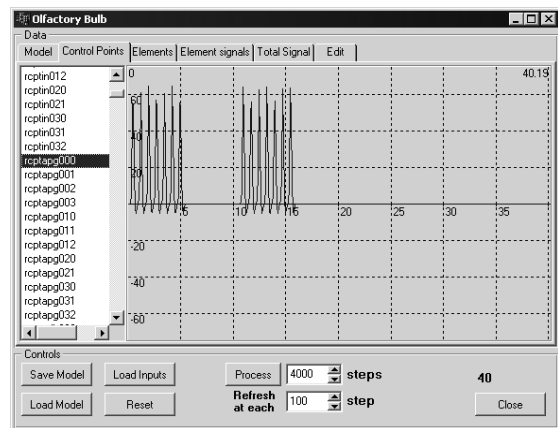 Olfactory Bulb
Data
Model Control Points Elements Element signals Total Signal Edit
rcptin012
rcptin020
rcptin021
rcptin030
rcptin031
rcptin032
rcptapg000
rcptapg001
rcptapg002
rcptapg003
rcptapg010
rcptapg011
rcptapg012
rcptapg020
rcptapg021
rcptapg030
rcptapg031
rcptapg032
0 40.19
60
40
20
5 10 15 20 25 30 35
-20
-40
-60
Controls
Save Model Load Inputs Process 4000 steps 40
Load Model Reset Refresh at each 100 step Close